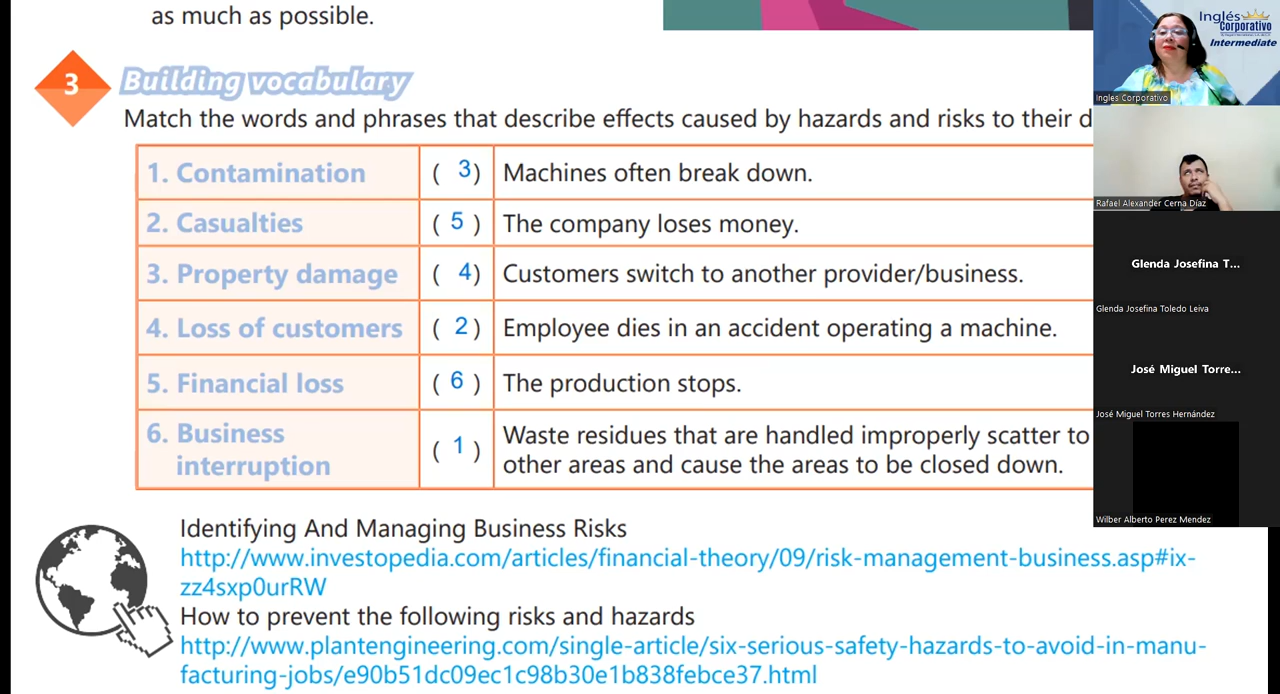 as much as possible.
3
Building vocabulary
Match the words and phrases that describe effects caused by hazards and risks to their d
1. Contamination ( 3 ) Machines often break down.
2. Casualties ( 5 ) The company loses money.
3. Property damage ( 4 ) Customers switch to another provider/business.
4. Loss of customers ( 2 ) Employee dies in an accident operating a machine.
5. Financial loss ( 6 ) The production stops.
6. Business interruption ( 1 ) Waste residues that are handled improperly scatter to
other areas and cause the areas to be closed down.
Identifying And Managing Business Risks
http://www.investopedia.com/articles/financial-theory/09/risk-management-business.asp#ix-
zz4sxp0urRW
How to prevent the following risks and hazards
http://www.plantengineering.com/single-article/six-serious-safety-hazards-to-avoid-in-manu-
facturing-jobs/e90b51dc09ec1c98b30e1b838febce37.html
Inglés
Corporativo
Intermediate
Ingles Corporativo
Rafael Alexander Cerna Díaz
Glenda Josefina T...
Glenda Josefina Toledo Leiva
José Miguel Torre...
José Miguel Torres Hernández
Wilber Alberto Perez Mendez